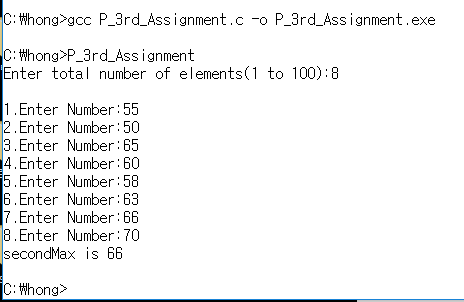 C:\hong>gcc P_3rd_Assignment.c -o P_3rd_Assignment.exe
C:\hong>P_3rd_Assignment
Enter total number of elements(1 to 100):8
1.Enter Number:55
2.Enter Number:50
3.Enter Number:65
4.Enter Number:60
5.Enter Number:58
6.Enter Number:63
7.Enter Number:66
8.Enter Number:70
secondMax is 66
C:\hong>